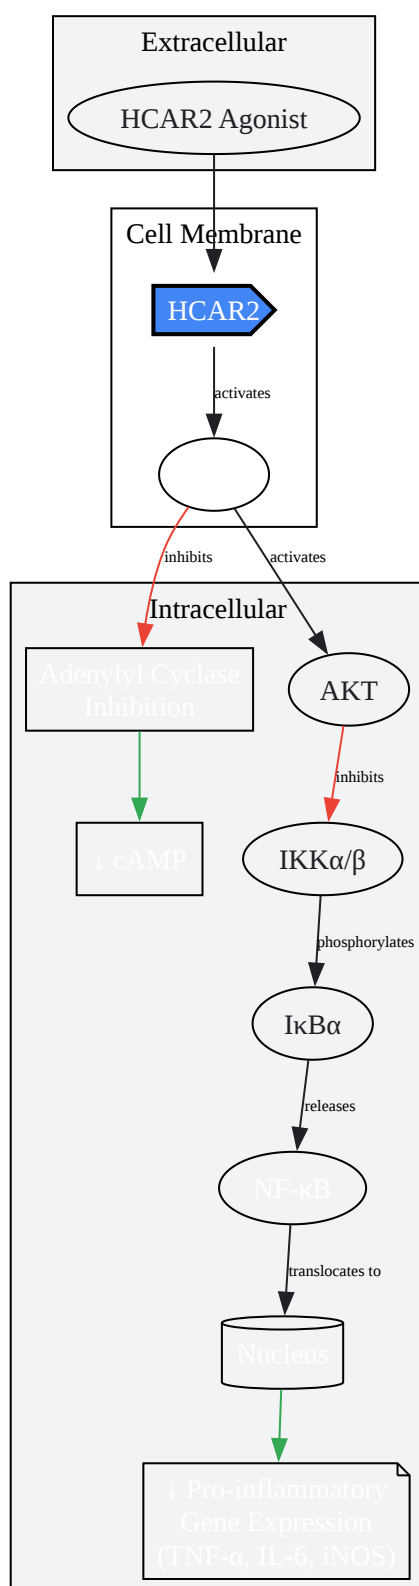 Extracellular
HCAR2 Agonist
Cell Membrane
HCAR2
activates
inhibits
activates
Intracellular
Adenylyl Cyclase
Inhibition
AKT
inhibits
↓ cAMP
IKKα/β
phosphorylates
IκBα
releases
NF-κB
translocates to
Nucleus
↓ Pro-inflammatory
Gene Expression
(TNF-α, IL-6, iNOS)